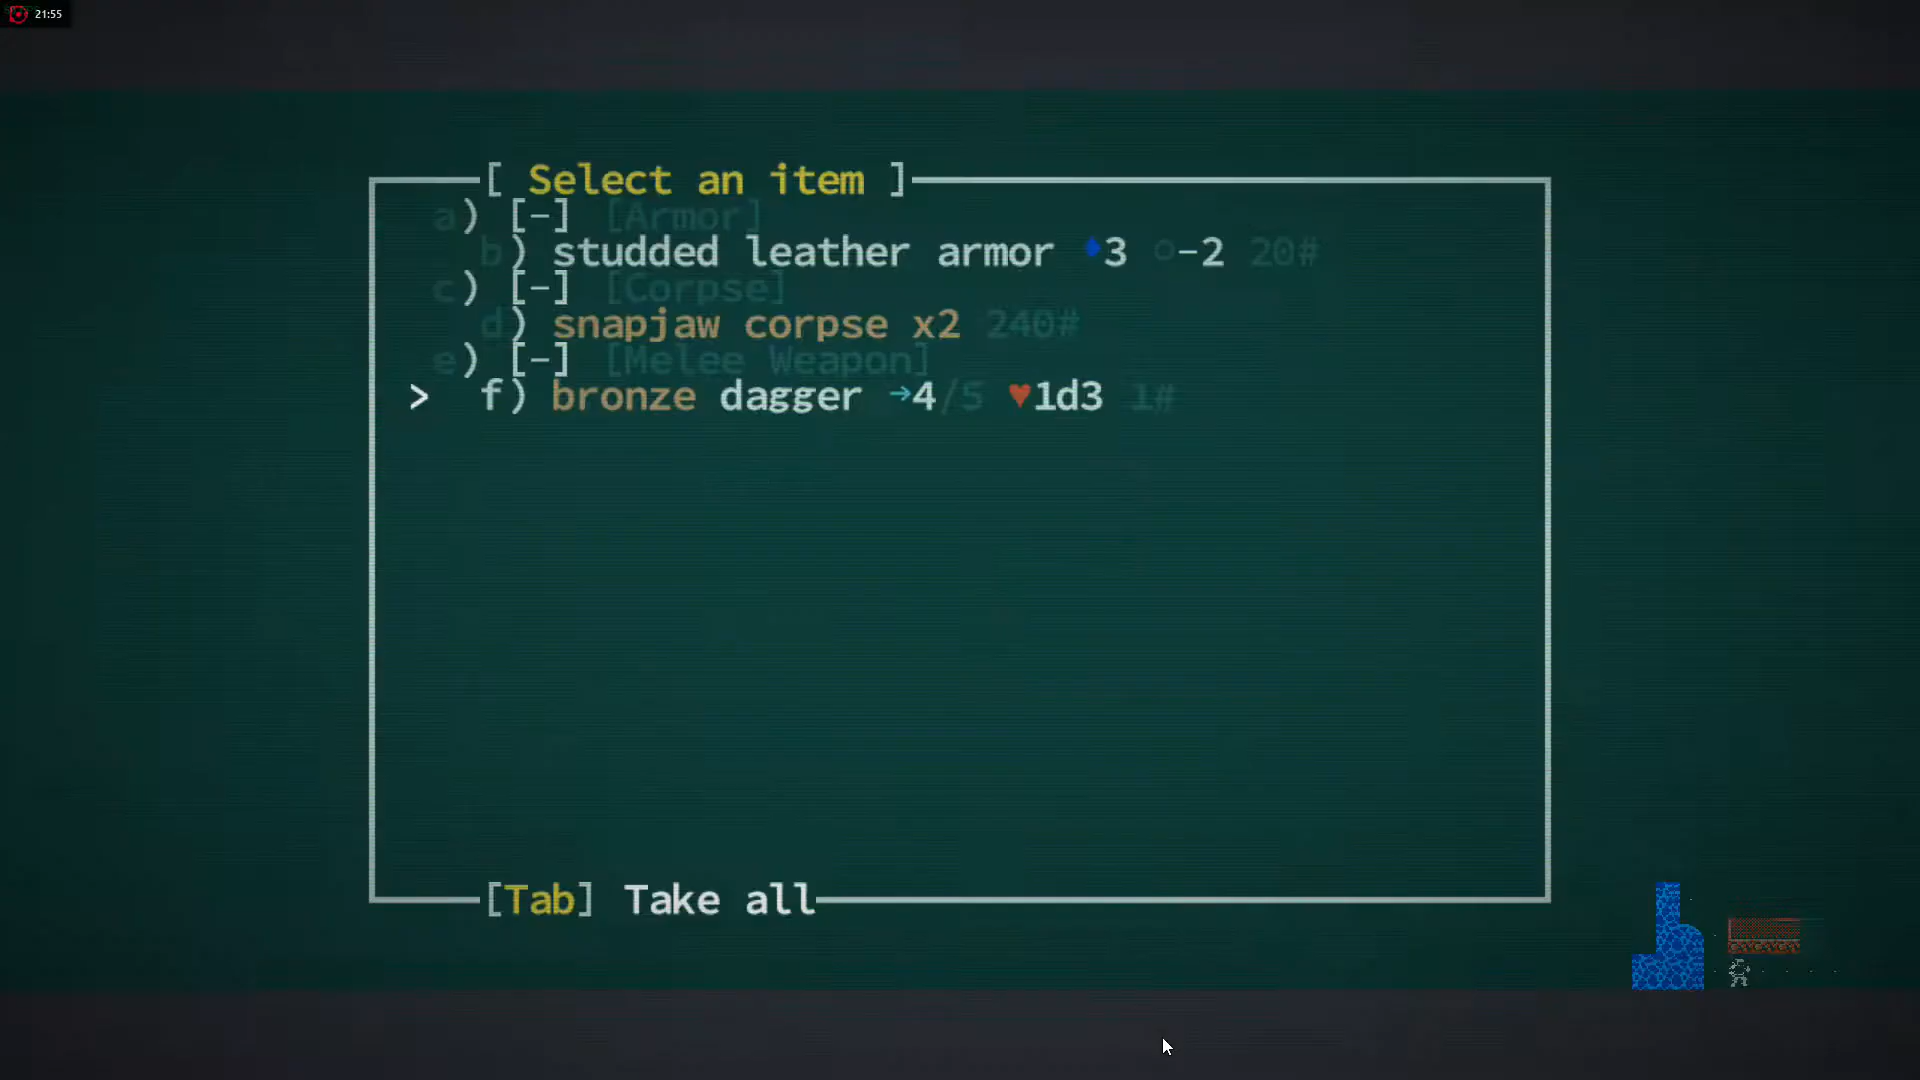 21:55
[ Select an item ]
a) [-] [Armor]
b) studded leather armor ♦3 ○-2 20#
c) [-] [Corpse]
d) snapjaw corpse x2 240#
e) [-] [Melee Weapon]
> f) bronze dagger →4/5 ♥1d3 1#
[Tab] Take all